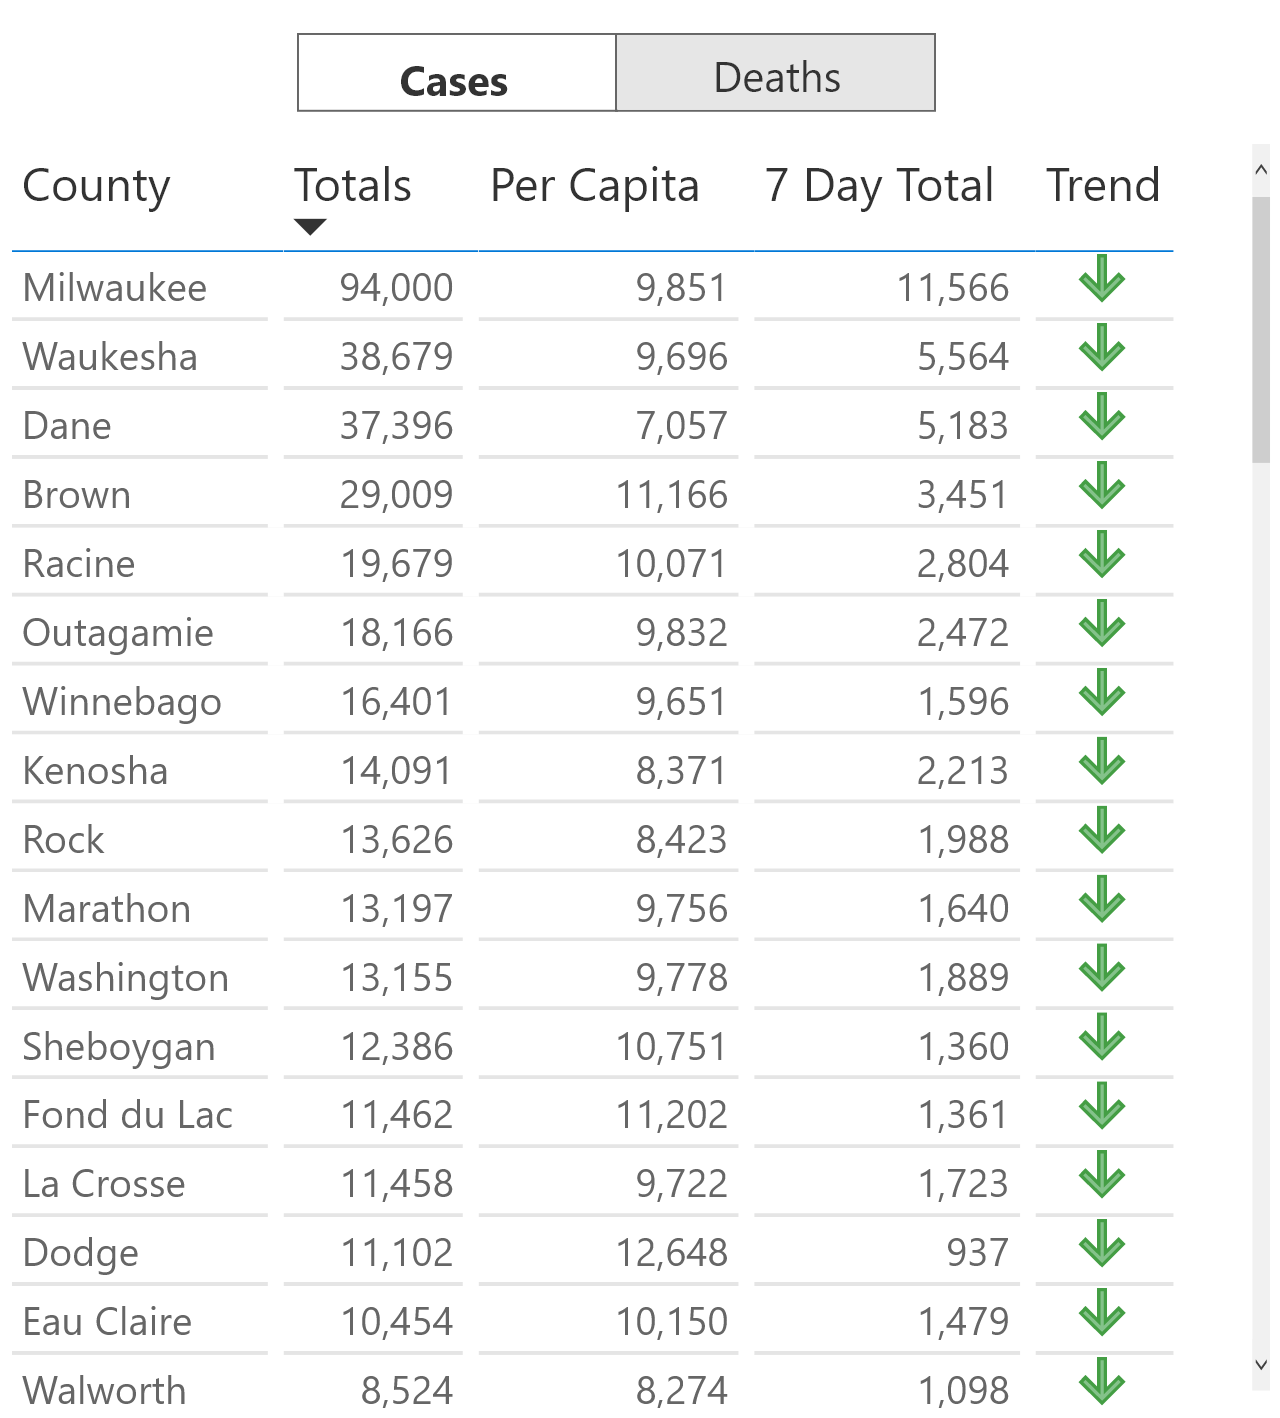 Cases Deaths
County Totals Per Capita 7 Day Total Trend
Milwaukee 94,000 9,851 11,566
Waukesha 38,679 9,696 5,564
Dane 37,396 7,057 5,183
Brown 29,009 11,166 3,451
Racine 19,679 10,071 2,804
Outagamie 18,166 9,832 2,472
Winnebago 16,401 9,651 1,596
Kenosha 14,091 8,371 2,213
Rock 13,626 8,423 1,988
Marathon 13,197 9,756 1,640
Washington 13,155 9,778 1,889
Sheboygan 12,386 10,751 1,360
Fond du Lac 11,462 11,202 1,361
La Crosse 11,458 9,722 1,723
Dodge 11,102 12,648 937
Eau Claire 10,454 10,150 1,479
Walworth 8,524 8,274 1,098